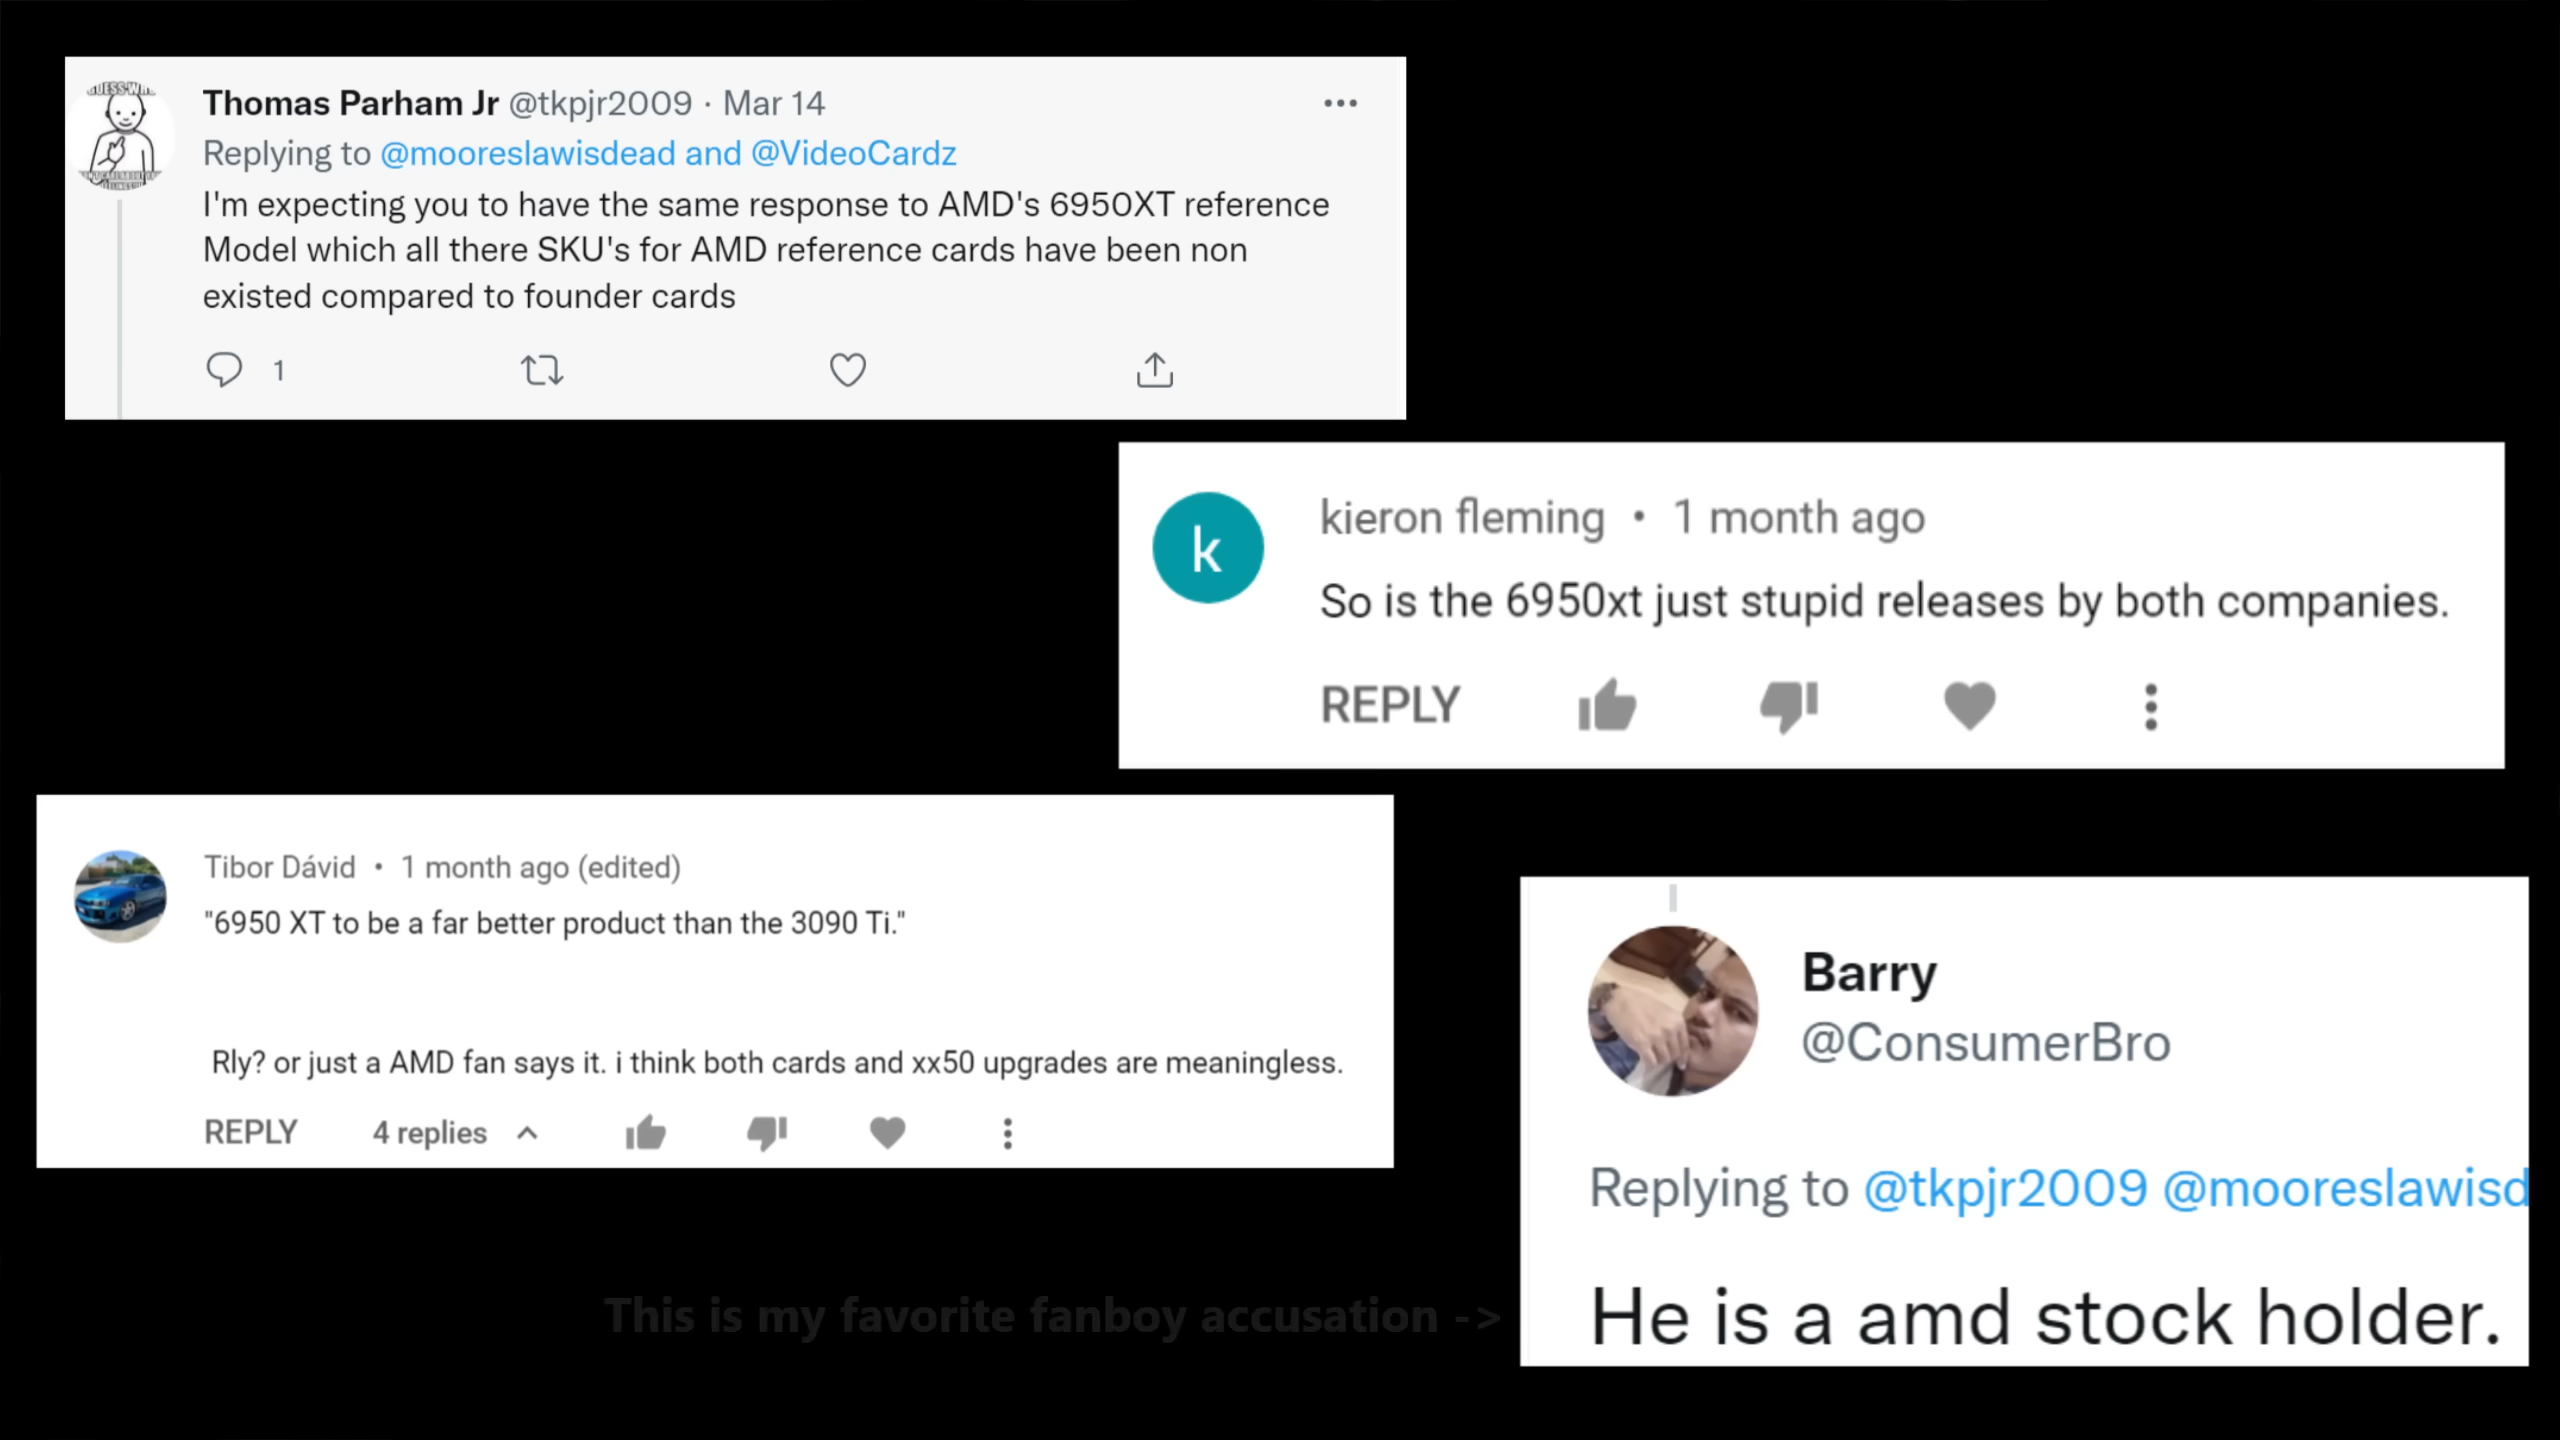 Thomas Parham Jr @tkpjr2009 · Mar 14
Replying to @mooreslawisdead and @VideoCardz
I'm expecting you to have the same response to AMD's 6950XT reference
Model which all there SKU's for AMD reference cards have been non
existed compared to founder cards
1
k
kieron fleming • 1 month ago
So is the 6950xt just stupid releases by both companies.
REPLY
Tibor Dávid • 1 month ago (edited)
"6950 XT to be a far better product than the 3090 Ti."
Rly? or just a AMD fan says it. i think both cards and xx50 upgrades are meaningless.
REPLY 4 replies
Barry
@ConsumerBro
Replying to @tkpjr2009 @mooreslawisd
He is a amd stock holder.
This is my favorite fanboy accusation ->